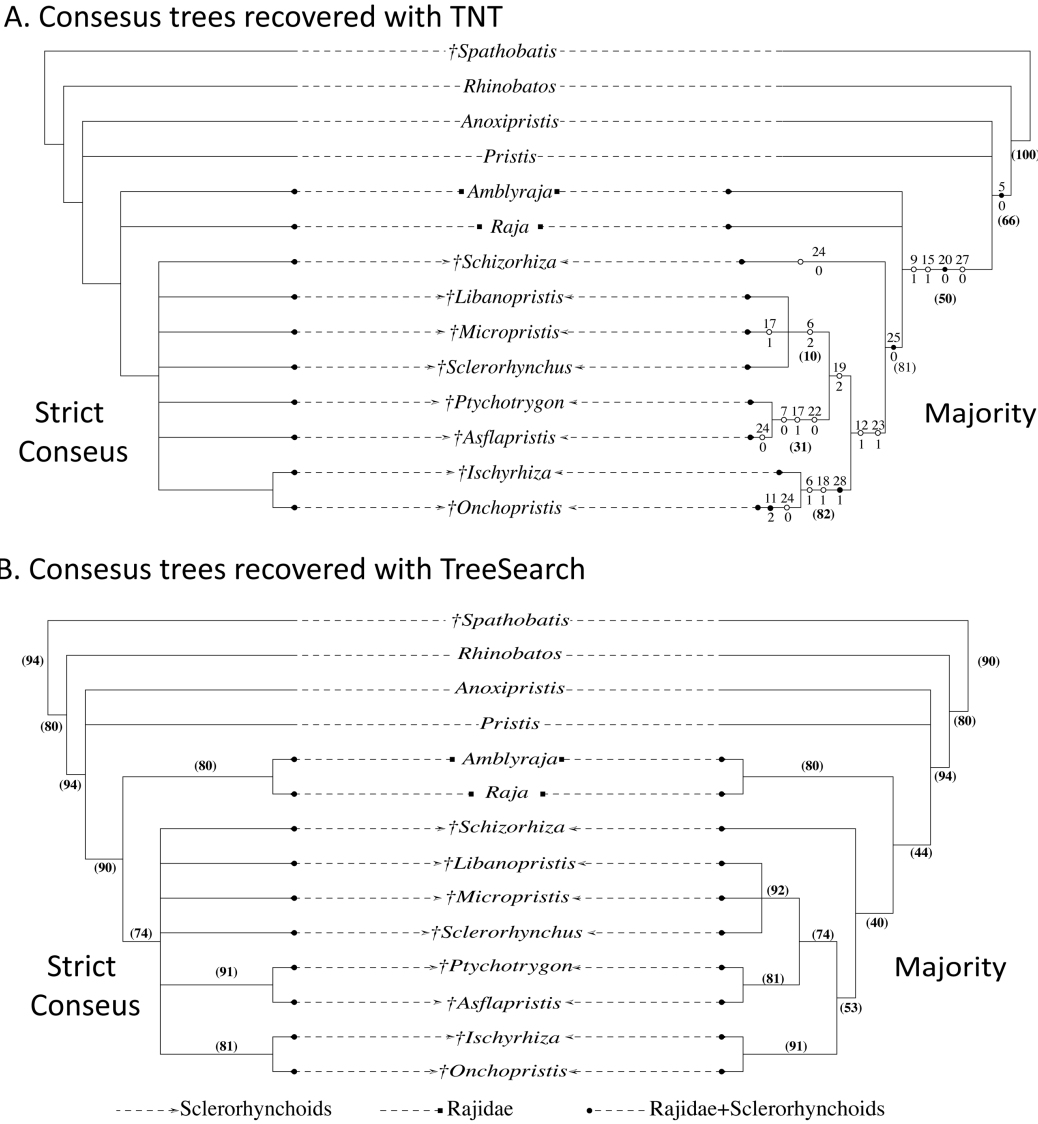 A. Consesus trees recovered with TNT
†Spathobatis
Rhinobatos
Anoxipristis
Pristis
(100)
Amblyraja
5
0
(66)
Raja
†Schizorhiza
24
0
9 15 20 27
1 1 0 0
(50)
†Libanopristis
†Micropristis
17
1
6
2
(10)
25
0
(81)
†Sclerorhynchus
19
2
†Ptychotrygon
Strict
Conseus
Majority
7 17 22
0 1 0
(31)
12 23
1 1
†Asflapristis
24
0
†Ischyrhiza
6 18 28
1 1 1
(82)
†Onchopristis
11 24
2 0
B. Consesus trees recovered with TreeSearch
†Spathobatis
(94)
(90)
Rhinobatos
Anoxipristis
Pristis
(80)
(80)
Amblyraja
(80)
(80)
(94)
(94)
Raja
†Schizorhiza
(90)
(44)
†Libanopristis
(92)
†Micropristis
(40)
†Sclerorhynchus
(74)
(74)
Strict
Conseus
Majority
†Ptychotrygon
(91)
(81)
†Asflapristis
(53)
†Ischyrhiza
(81)
(91)
†Onchopristis
Sclerorhynchoids
Rajidae
Rajidae+Sclerorhynchoids